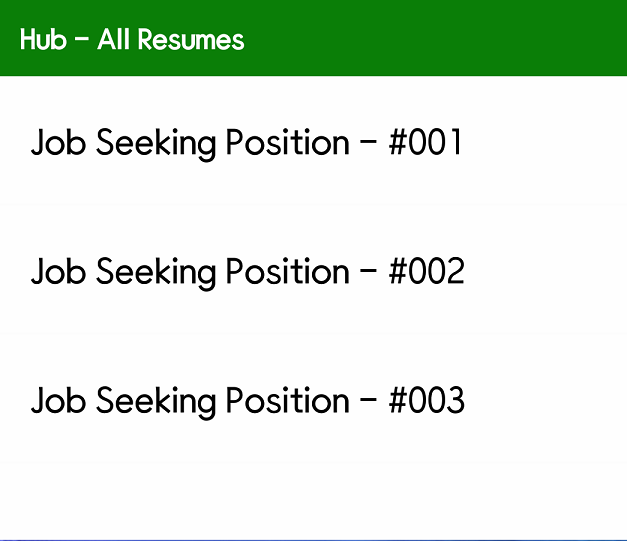 Hub – All Resumes
Job Seeking Position – #001
Job Seeking Position – #002
Job Seeking Position – #003